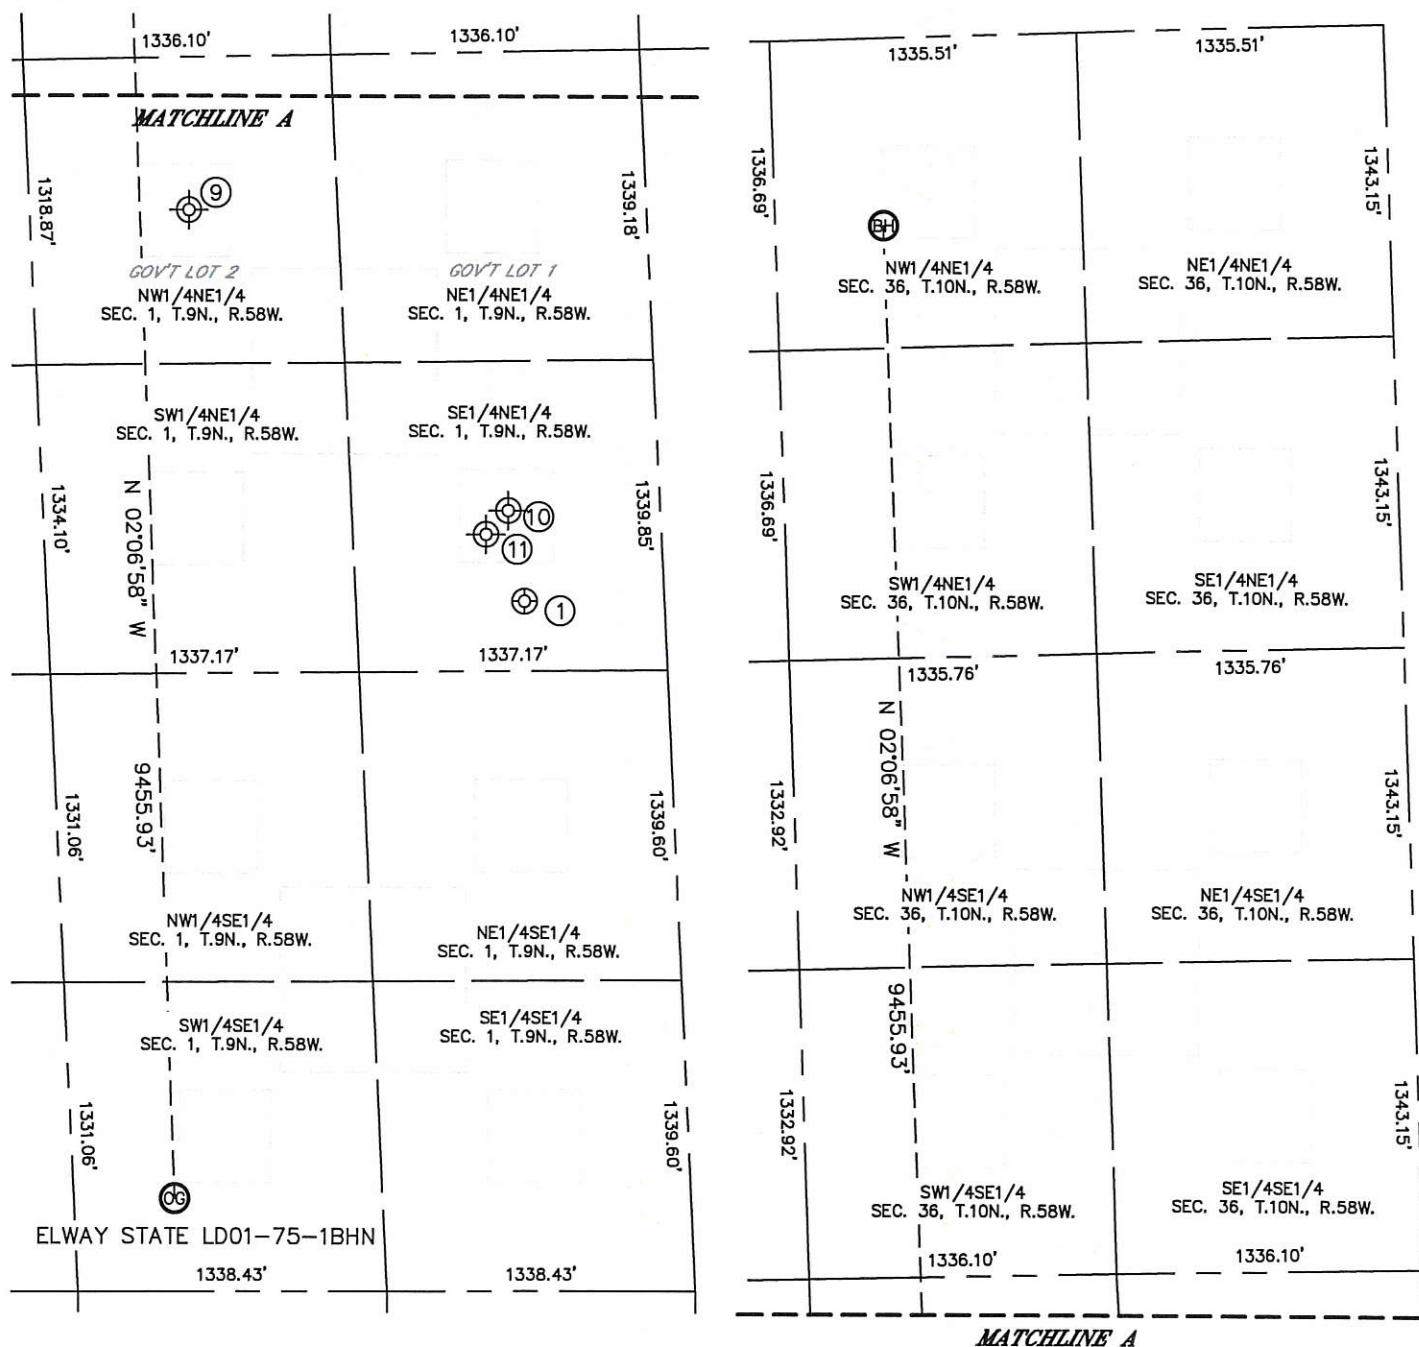 1336.10'
1336.10'
MATCHLINE A
1318.87'
9
1339.18'
GOV'T LOT 2
NW1/4NE1/4
SEC. 1, T.9N., R.58W.
GOV'T LOT 1
NE1/4NE1/4
SEC. 1, T.9N., R.58W.
SW1/4NE1/4
SEC. 1, T.9N., R.58W.
SE1/4NE1/4
SEC. 1, T.9N., R.58W.
1334.10'
N 02°06'58" W
10
11
1
1339.85'
1337.17'
1337.17'
1331.06'
9455.93'
1339.60'
NW1/4SE1/4
SEC. 1, T.9N., R.58W.
NE1/4SE1/4
SEC. 1, T.9N., R.58W.
SW1/4SE1/4
SEC. 1, T.9N., R.58W.
SE1/4SE1/4
SEC. 1, T.9N., R.58W.
1331.06'
1339.60'
OG
ELWAY STATE LD01-75-1BHN
1338.43'
1338.43'
1335.51'
1335.51'
1336.69'
1343.15'
BH
NW1/4NE1/4
SEC. 36, T.10N., R.58W.
NE1/4NE1/4
SEC. 36, T.10N., R.58W.
1336.69'
1343.15'
SW1/4NE1/4
SEC. 36, T.10N., R.58W.
SE1/4NE1/4
SEC. 36, T.10N., R.58W.
1335.76'
1335.76'
N 02°06'58" W
1332.92'
1343.15'
NW1/4SE1/4
SEC. 36, T.10N., R.58W.
NE1/4SE1/4
SEC. 36, T.10N., R.58W.
9455.93'
1332.92'
1343.15'
SW1/4SE1/4
SEC. 36, T.10N., R.58W.
SE1/4SE1/4
SEC. 36, T.10N., R.58W.
1336.10'
1336.10'
MATCHLINE A